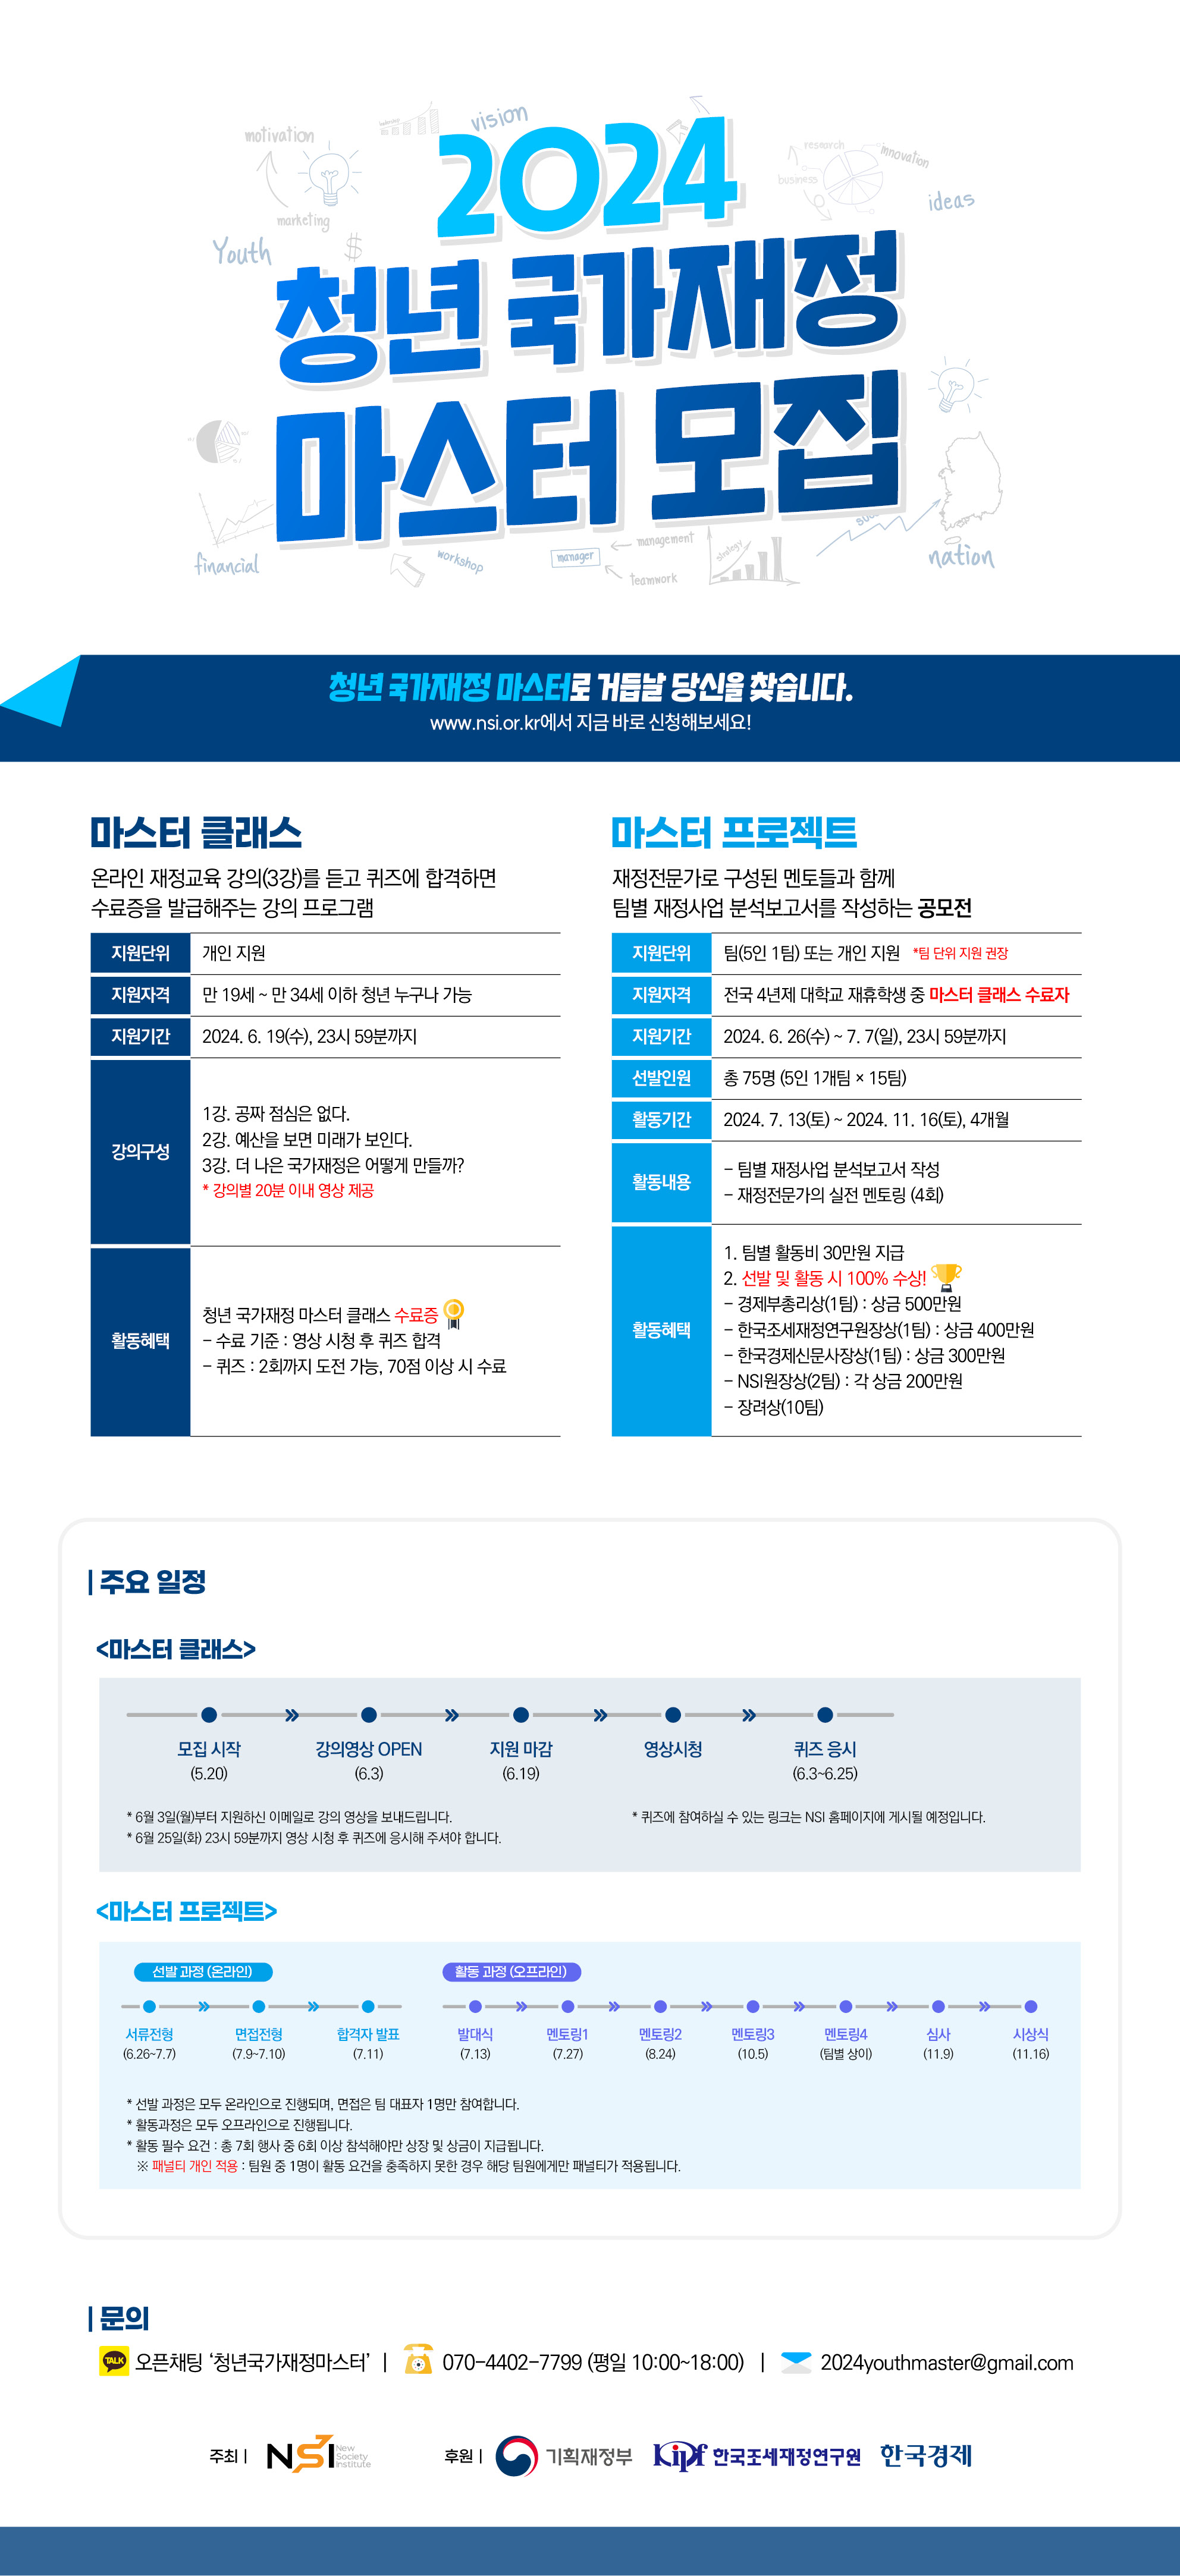 motivation
vision
leadership
research
innovation
business
ideas
marketing
Youth
$
2024
청년 국가재정
마스터 모집
financial
workshop
manager
management
teamwork
strategy
nation
청년 국가재정 마스터로 거듭날 당신을 찾습니다.
www.nsi.or.kr에서 지금 바로 신청해보세요!
마스터 클래스
온라인 재정교육 강의(3강)를 듣고 퀴즈에 합격하면
수료증을 발급해주는 강의 프로그램
지원단위 개인 지원
지원자격 만 19세 ~ 만 34세 이하 청년 누구나 가능
지원기간 2024. 6. 19(수), 23시 59분까지
강의구성
1강. 공짜 점심은 없다.
2강. 예산을 보면 미래가 보인다.
3강. 더 나은 국가재정은 어떻게 만들까?
* 강의별 20분 이내 영상 제공
활동혜택
청년 국가재정 마스터 클래스 수료증
- 수료 기준 : 영상 시청 후 퀴즈 합격
- 퀴즈 : 2회까지 도전 가능, 70점 이상 시 수료
마스터 프로젝트
재정전문가로 구성된 멘토들과 함께
팀별 재정사업 분석보고서를 작성하는 공모전
지원단위 팀(5인 1팀) 또는 개인 지원 *팀 단위 지원 권장
지원자격 전국 4년제 대학교 재휴학생 중 마스터 클래스 수료자
지원기간 2024. 6. 26(수) ~ 7. 7(일), 23시 59분까지
선발인원 총 75명 (5인 1개팀 × 15팀)
활동기간 2024. 7. 13(토) ~ 2024. 11. 16(토), 4개월
활동내용
- 팀별 재정사업 분석보고서 작성
- 재정전문가의 실전 멘토링 (4회)
활동혜택
1. 팀별 활동비 30만원 지급
2. 선발 및 활동 시 100% 수상!
- 경제부총리상(1팀) : 상금 500만원
- 한국조세재정연구원장상(1팀) : 상금 400만원
- 한국경제신문사장상(1팀) : 상금 300만원
- NSI원장상(2팀) : 각 상금 200만원
- 장려상(10팀)
주요 일정
<마스터 클래스>
모집 시작 강의영상 OPEN 지원 마감 영상시청 퀴즈 응시
(5.20) (6.3) (6.19) (6.3~6.25)
* 6월 3일(월)부터 지원하신 이메일로 강의 영상을 보내드립니다.
* 6월 25일(화) 23시 59분까지 영상 시청 후 퀴즈에 응시해 주셔야 합니다.
* 퀴즈에 참여하실 수 있는 링크는 NSI 홈페이지에 게시될 예정입니다.
<마스터 프로젝트>
선발 과정 (온라인) 활동 과정 (오프라인)
서류전형 면접전형 합격자 발표 발대식 멘토링1 멘토링2 멘토링3 멘토링4 심사 시상식
(6.26~7.7) (7.9~7.10) (7.11) (7.13) (7.27) (8.24) (10.5) (팀별 상이) (11.9) (11.16)
* 선발 과정은 모두 온라인으로 진행되며, 면접은 팀 대표자 1명만 참여합니다.
* 활동과정은 모두 오프라인으로 진행됩니다.
* 활동 필수 요건 : 총 7회 행사 중 6회 이상 참석해야만 상장 및 상금이 지급됩니다.
※ 패널티 개인 적용 : 팀원 중 1명이 활동 요건을 충족하지 못한 경우 해당 팀원에게만 패널티가 적용됩니다.
문의
TALK 오픈채팅 ‘청년국가재정마스터’ | 070-4402-7799 (평일 10:00~18:00) | 2024youthmaster@gmail.com
주최 | NSI New Society Institute 후원 | 기획재정부 Kipf 한국조세재정연구원 한국경제